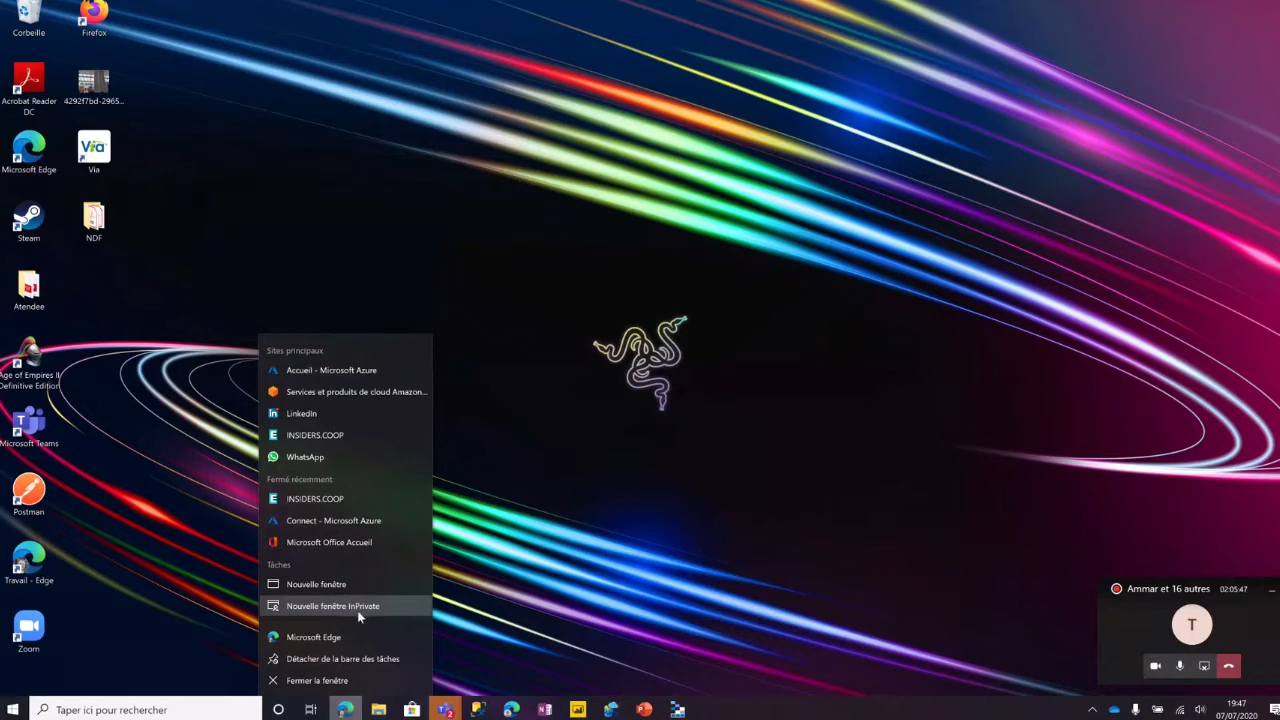 Corbeille
Firefox
Acrobat Reader
DC
4292f7bd-2965...
Microsoft Edge
Via
Via
Steam
NDF
Atendee
Age of Empires II
Definitive Edition
Microsoft Teams
Postman
Travail - Edge
Zoom
Sites principaux
Accueil - Microsoft Azure
Services et produits de cloud Amazon...
LinkedIn
INSIDERS.COOP
WhatsApp
Fermé récemment
INSIDERS.COOP
Connect - Microsoft Azure
Microsoft Office Accueil
Tâches
Nouvelle fenêtre
Nouvelle fenêtre InPrivate
Microsoft Edge
Détacher de la barre des tâches
Fermer la fenêtre
Ammar et 16 autres
02:05:47
T
Taper ici pour rechercher
19:47
07/07/2020